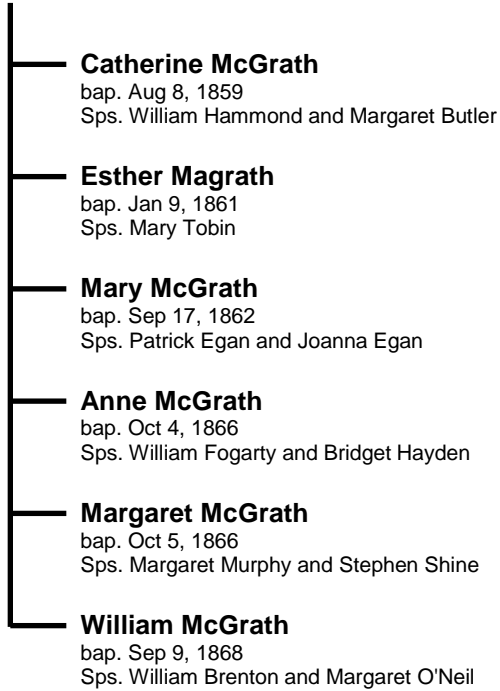 Catherine McGrath
bap. Aug 8, 1859
Sps. William Hammond and Margaret Butler
Esther Magrath
bap. Jan 9, 1861
Sps. Mary Tobin
Mary McGrath
bap. Sep 17, 1862
Sps. Patrick Egan and Joanna Egan
Anne McGrath
bap. Oct 4, 1866
Sps. William Fogarty and Bridget Hayden
Margaret McGrath
bap. Oct 5, 1866
Sps. Margaret Murphy and Stephen Shine
William McGrath
bap. Sep 9, 1868
Sps. William Brenton and Margaret O'Neil